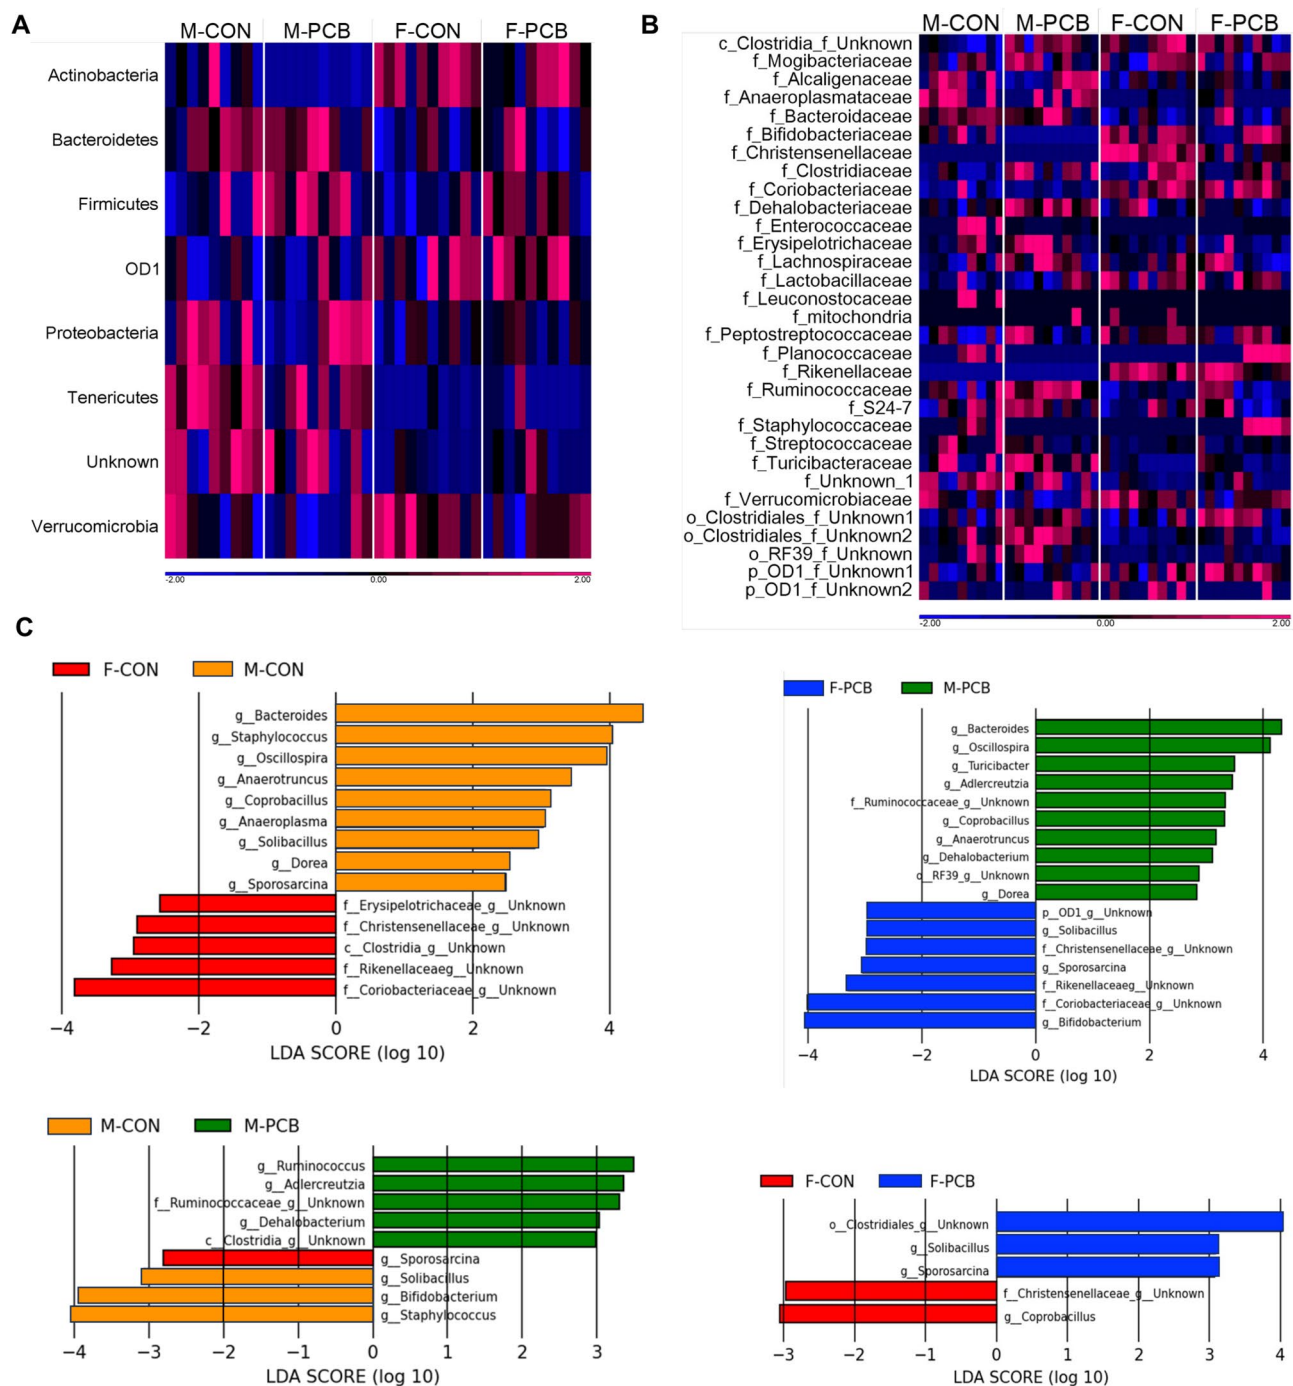 A
M-CON M-PCB F-CON F-PCB
Actinobacteria
Bacteroidetes
Firmicutes
OD1
Proteobacteria
Tenericutes
Unknown
Verrucomicrobia
-2.00 0.00 2.00
B
M-CON M-PCB F-CON F-PCB
c_Clostridia_f_Unknown
f_Mogibacteriaceae
f_Alcaligenaceae
f_Anaeroplasmataceae
f_Bacteroidaceae
f_Bifidobacteriaceae
f_Christensenellaceae
f_Clostridiaceae
f_Coriobacteriaceae
f_Dehalobacteriaceae
f_Enterococcaceae
f_Erysipelotrichaceae
f_Lachnospiraceae
f_Lactobacillaceae
f_Leuconostocaceae
f_mitochondria
f_Peptostreptococcaceae
f_Planococcaceae
f_Rikenellaceae
f_Ruminococcaceae
f_S24-7
f_Staphylococcaceae
f_Streptococcaceae
f_Turicibacteraceae
f_Unknown_1
f_Verrucomicrobiaceae
o_Clostridiales_f_Unknown1
o_Clostridiales_f_Unknown2
o_RF39_f_Unknown
p_OD1_f_Unknown1
p_OD1_f_Unknown2
-2.00 0.00 2.00
C
F-CON M-CON
g__Bacteroides
g__Staphylococcus
g__Oscillospira
g__Anaerotruncus
g__Coprobacillus
g__Anaeroplasma
g__Solibacillus
g__Dorea
g__Sporosarcina
f__Erysipelotrichaceae_g__Unknown
f__Christensenellaceae_g__Unknown
c__Clostridia_g__Unknown
f__Rikenellaceaeg__Unknown
f__Coriobacteriaceae_g__Unknown
−4 −2 0 2 4
LDA SCORE (log 10)
F-PCB M-PCB
g__Bacteroides
g__Oscillospira
g__Turicibacter
g__Adlercreutzia
f__Ruminococcaceae_g__Unknown
g__Coprobacillus
g__Anaerotruncus
g__Dehalobacterium
o__RF39_g__Unknown
g__Dorea
p__OD1_g__Unknown
g__Solibacillus
f__Christensenellaceae_g__Unknown
g__Sporosarcina
f__Rikenellaceaeg__Unknown
f__Coriobacteriaceae_g__Unknown
g__Bifidobacterium
−4 −2 0 2 4
LDA SCORE (log 10)
M-CON M-PCB
g__Ruminococcus
g__Adlercreutzia
f__Ruminococcaceae_g__Unknown
g__Dehalobacterium
c__Clostridia_g__Unknown
g__Sporosarcina
g__Solibacillus
g__Bifidobacterium
g__Staphylococcus
−4 −3 −2 −1 0 1 2 3
LDA SCORE (log 10)
F-CON F-PCB
o__Clostridiales_g__Unknown
g__Solibacillus
g__Sporosarcina
f__Christensenellaceae_g__Unknown
g__Coprobacillus
−3 −2 −1 0 1 2 3 4
LDA SCORE (log 10)